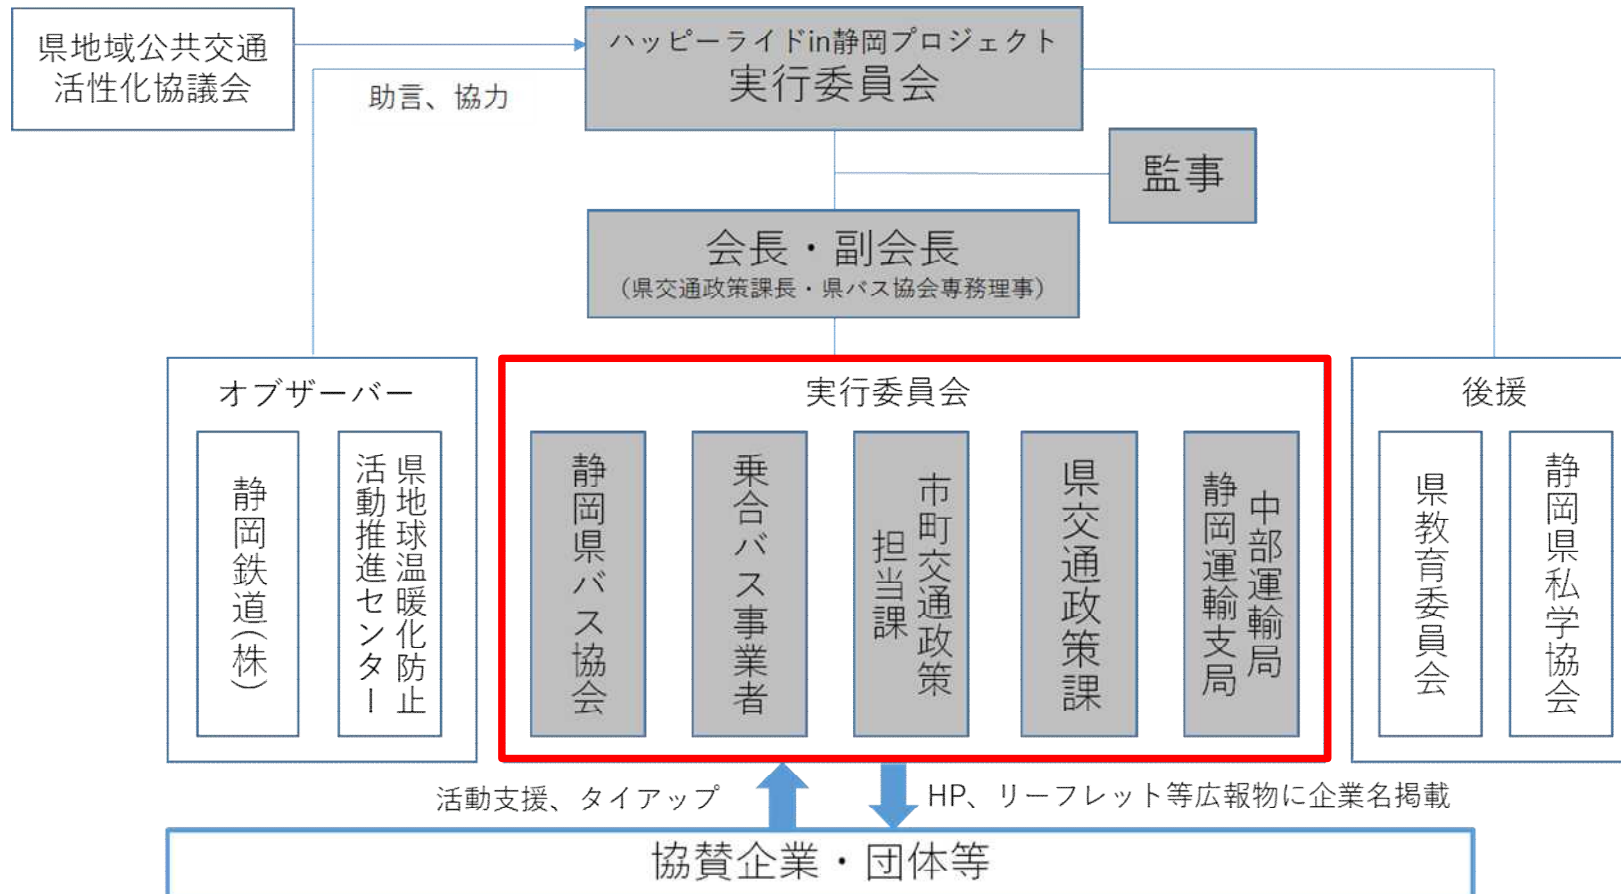 県地域公共交通
活性化協議会
助言、協力
ハッピーライドin静岡プロジェクト
実行委員会
監事
会長・副会長
(県交通政策課長・県バス協会専務理事)
オブザーバー
静岡鉄道(株)
県地球温暖化防止
活動推進センター
実行委員会
静岡県バス協会
乗合バス事業者
市町交通政策
担当課
県交通政策課
中部運輸局
静岡運輸支局
後援
県教育委員会
静岡県私学協会
活動支援、タイアップ
HP、リーフレット等広報物に企業名掲載
協賛企業・団体等